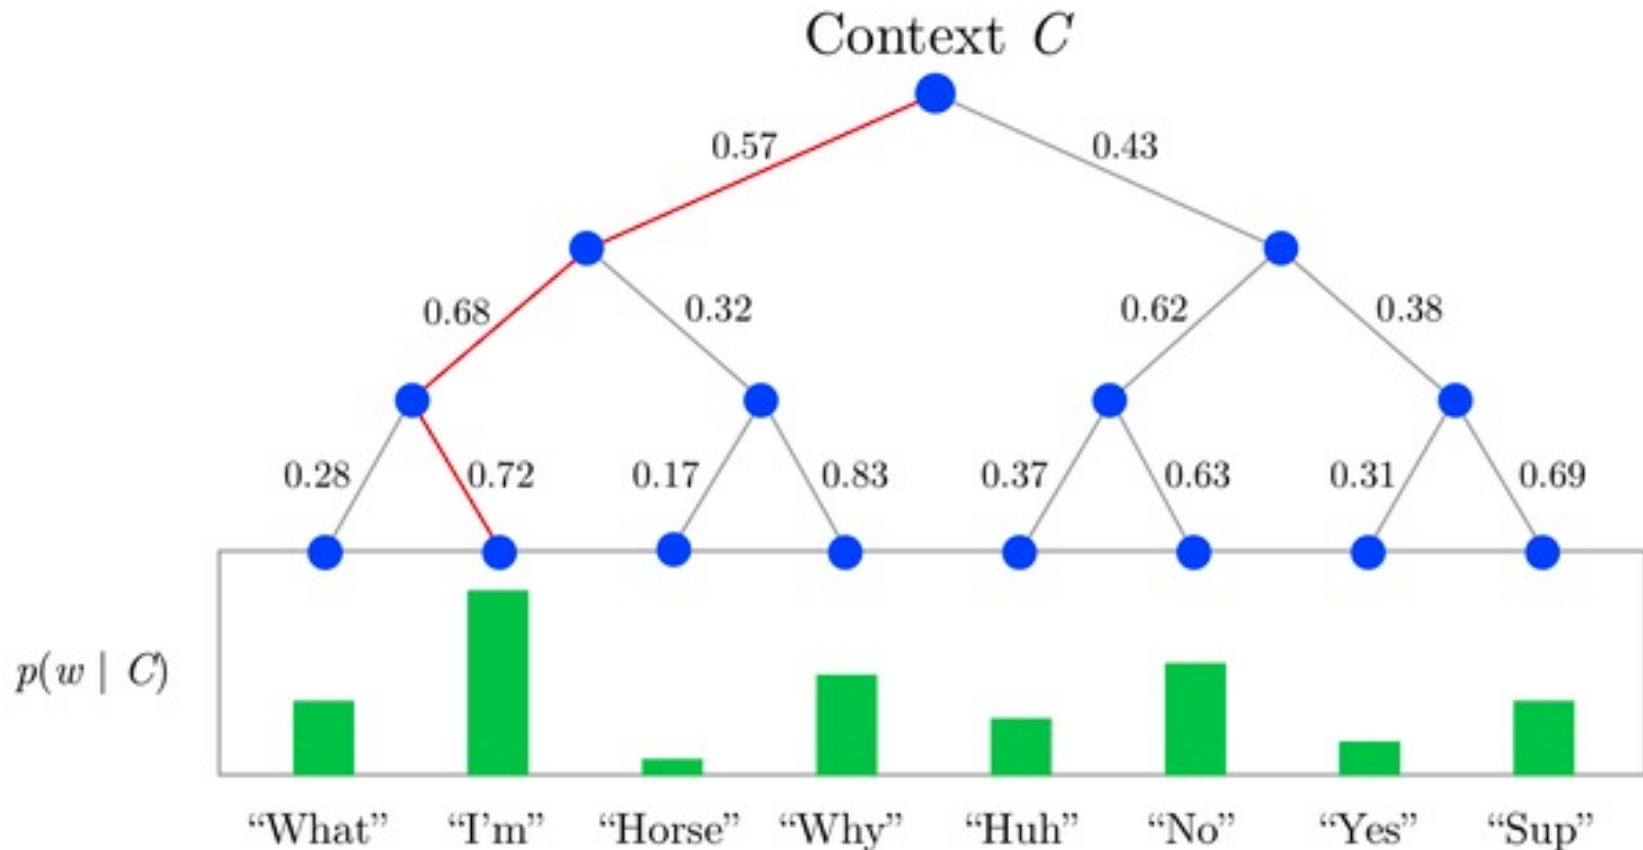 Context C
0.57 0.43
0.68 0.32 0.62 0.38
0.28 0.72 0.17 0.83 0.37 0.63 0.31 0.69
p(w | C)
“What” “I’m” “Horse” “Why” “Huh” “No” “Yes” “Sup”